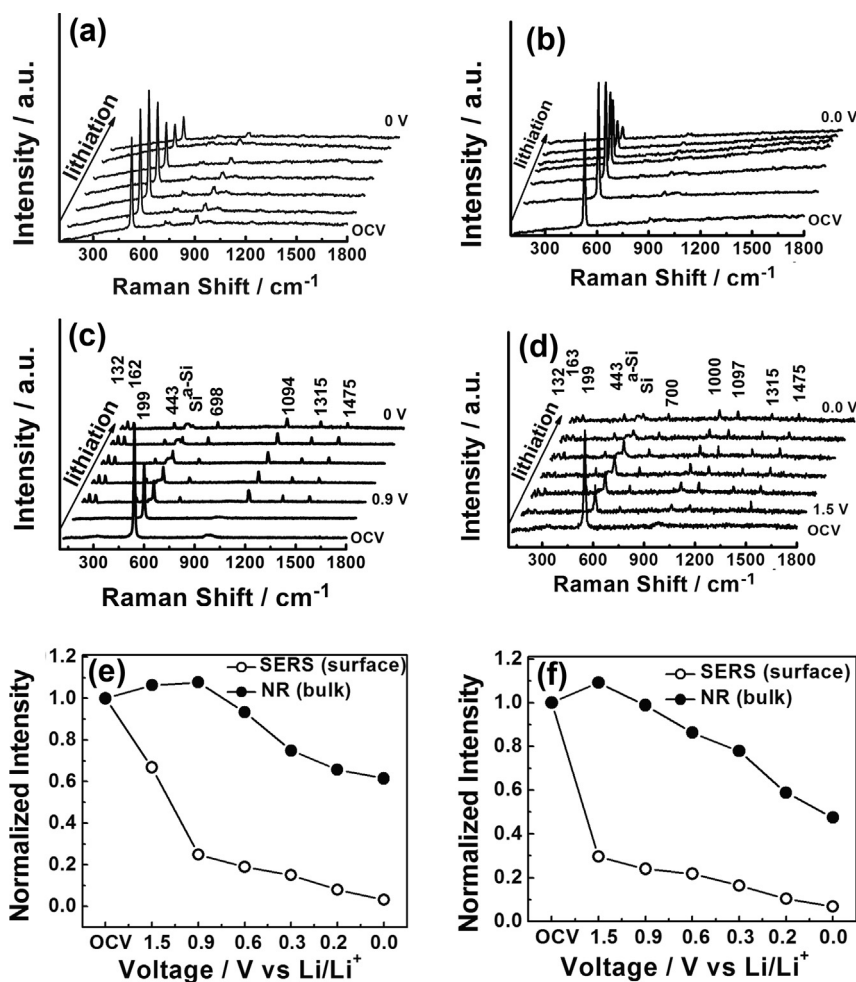 (a)
Intensity / a.u.
lithiation
0 V
OCV
300 600 900 1200 1500 1800
Raman Shift / cm⁻¹
(b)
Intensity / a.u.
lithiation
0.0 V
OCV
300 600 900 1200 1500 1800
Raman Shift / cm⁻¹
(c)
Intensity / a.u.
lithiation
132
162
199
443
a-Si
Si
698
1094
1315
1475
0 V
0.9 V
OCV
300 600 900 1200 1500 1800
Raman Shift / cm⁻¹
(d)
Intensity / a.u.
lithiation
132
163
199
443
a-Si
Si
700
1000
1097
1315
1475
0.0 V
1.5 V
OCV
300 600 900 1200 1500 1800
Raman Shift / cm⁻¹
(e)
SERS (surface)
NR (bulk)
Normalized Intensity
1.2
1.0
0.8
0.6
0.4
0.2
0.0
OCV 1.5 0.9 0.6 0.3 0.2 0.0
Voltage / V vs Li/Li⁺
(f)
SERS (surface)
NR (bulk)
Normalized Intensity
1.2
1.0
0.8
0.6
0.4
0.2
0.0
OCV 1.5 0.9 0.6 0.3 0.2 0.0
Voltage / V vs Li/Li⁺